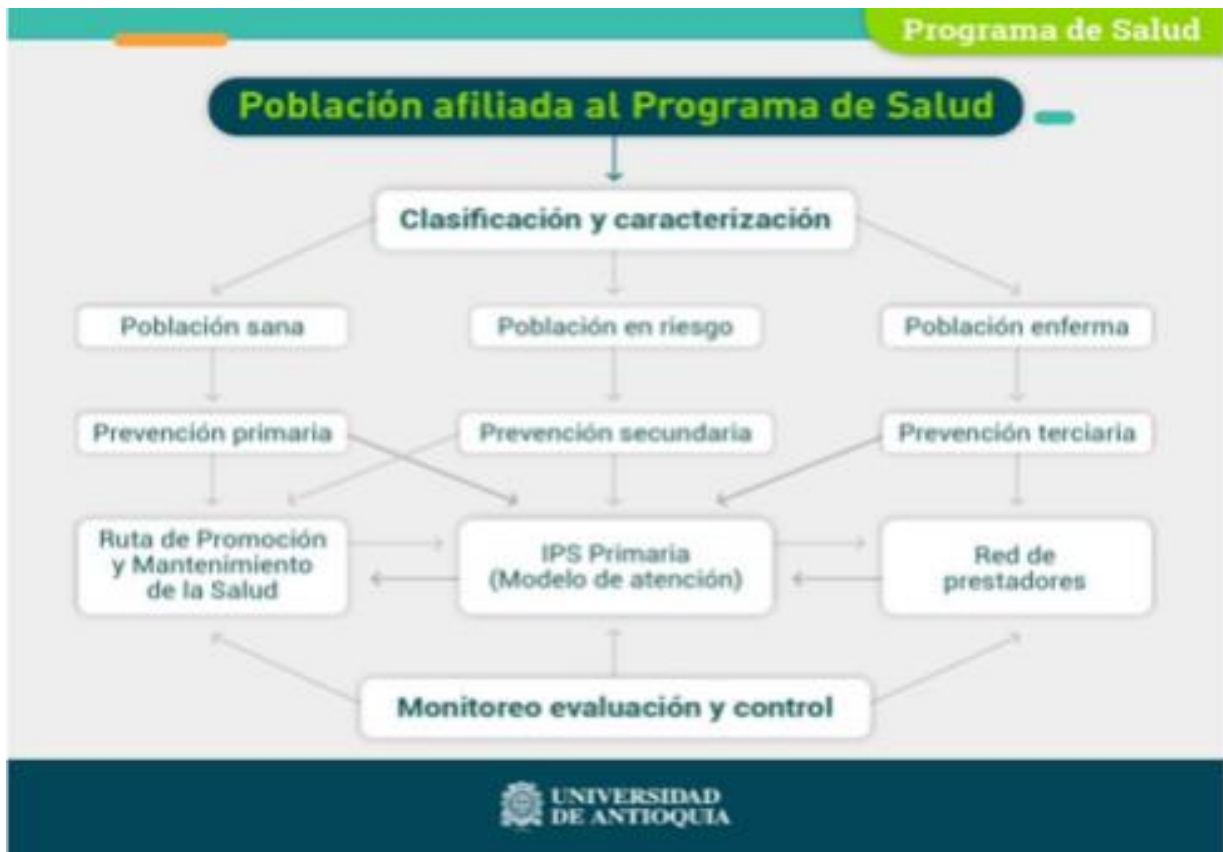 Programa de Salud
Población afiliada al Programa de Salud
Clasificación y caracterización
Población sana
Población en riesgo
Población enferma
Prevención primaria
Prevención secundaria
Prevención terciaria
Ruta de Promoción
y Mantenimiento
de la Salud
IPS Primaria
(Modelo de atención)
Red de
prestadores
Monitoreo evaluación y control
UNIVERSIDAD
DE ANTIOQUIA